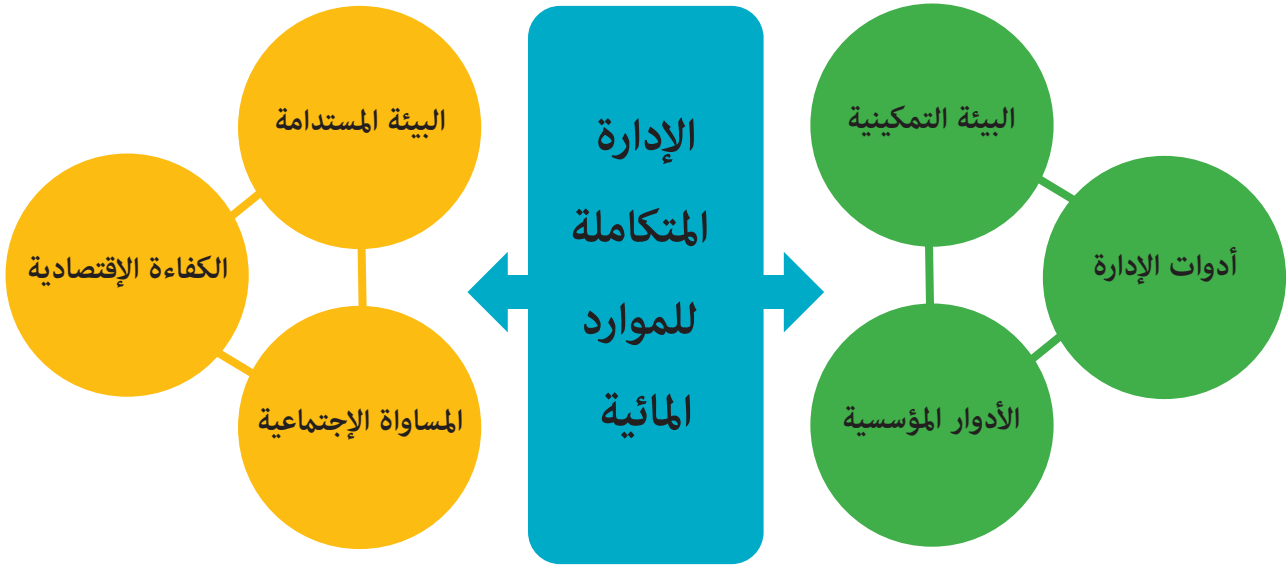 البيئة التمكينية
أدوات الإدارة
الأدوار المؤسسية
الإدارة
المتكاملة
للموارد
المائية
البيئة المستدامة
الكفاءة الإقتصادية
المساواة الإجتماعية